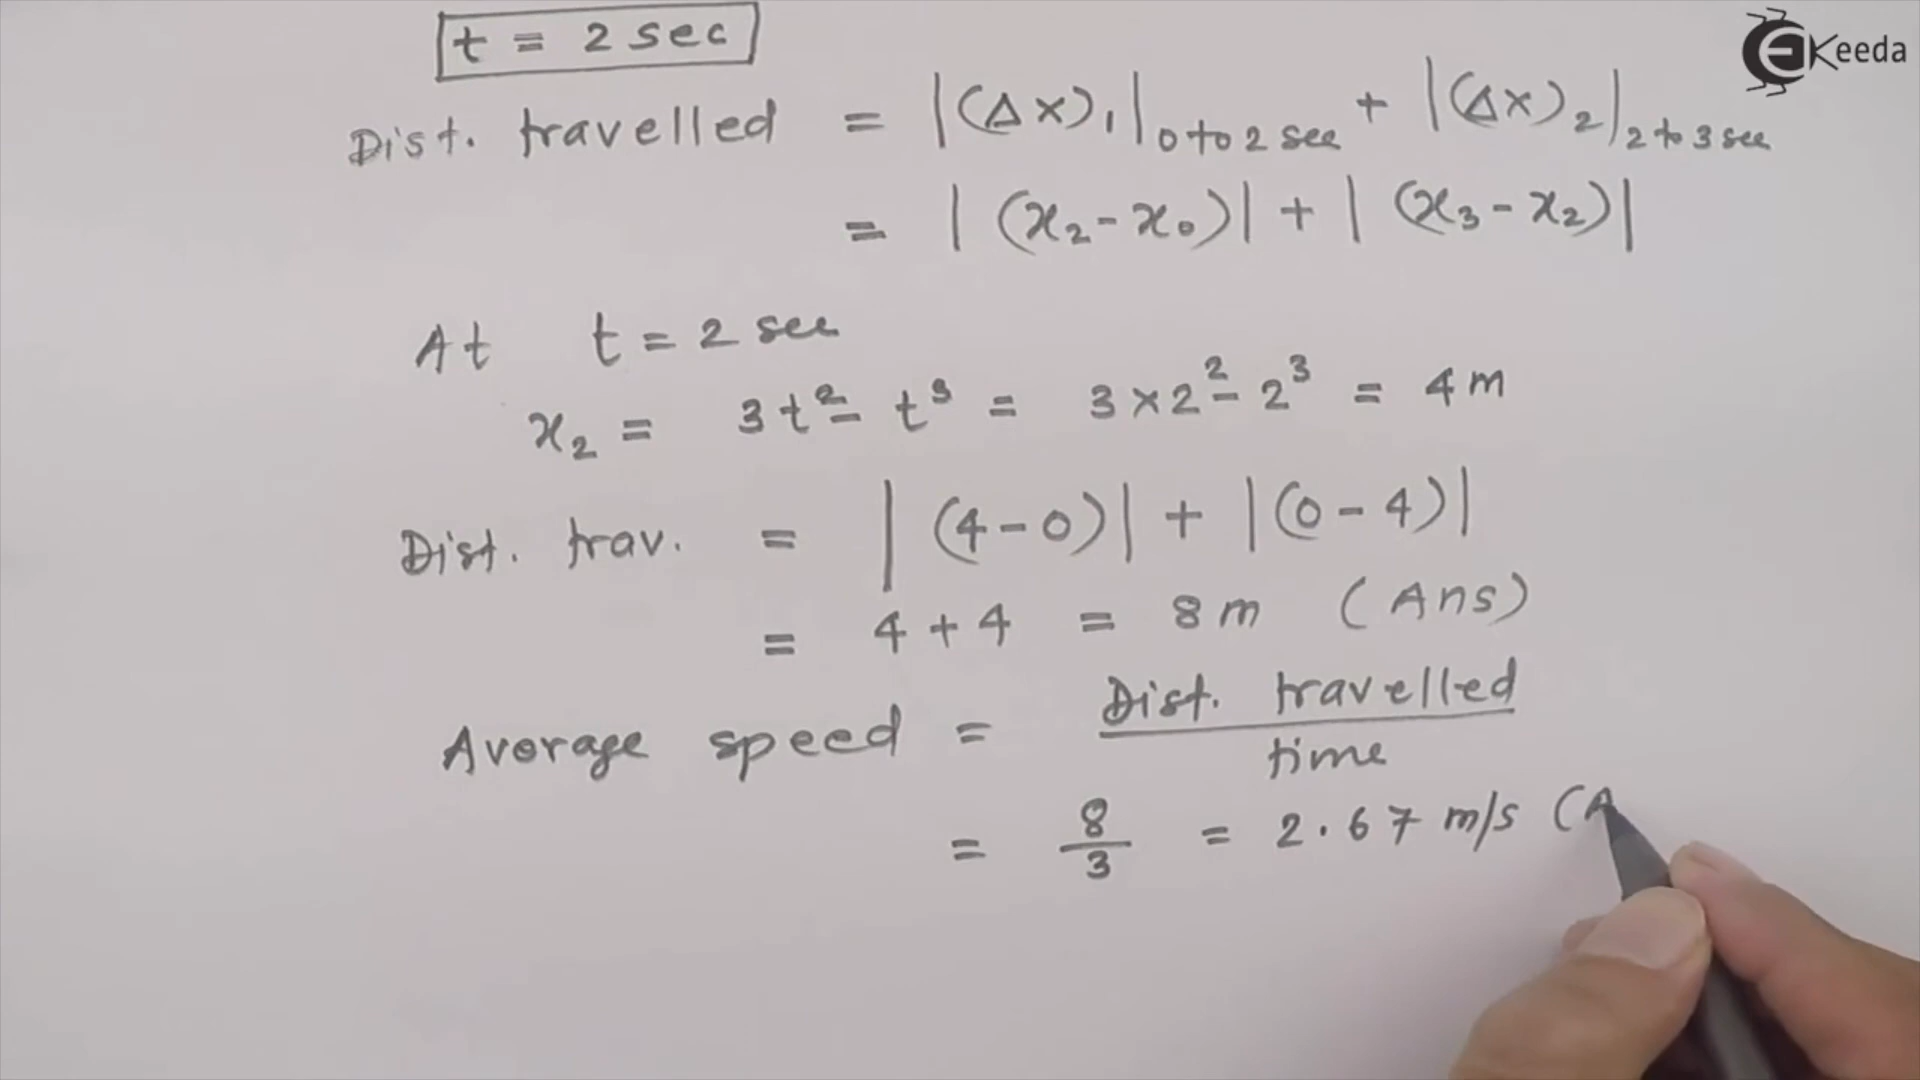 t = 2 sec
Keeda
Dist. travelled = |(Δx)₁|₀ to 2 sec + |(Δx)₂|₂ to 3 sec
= |(x₂ - x₀)| + |(x₃ - x₂)|
At t = 2 sec
x₂ = 3t² - t³ = 3 × 2² - 2³ = 4 m
Dist. trav. = |(4 - 0)| + |(0 - 4)|
= 4 + 4 = 8 m (Ans)
Average speed = Dist. travelled
time
= 8/3 = 2.67 m/s (A